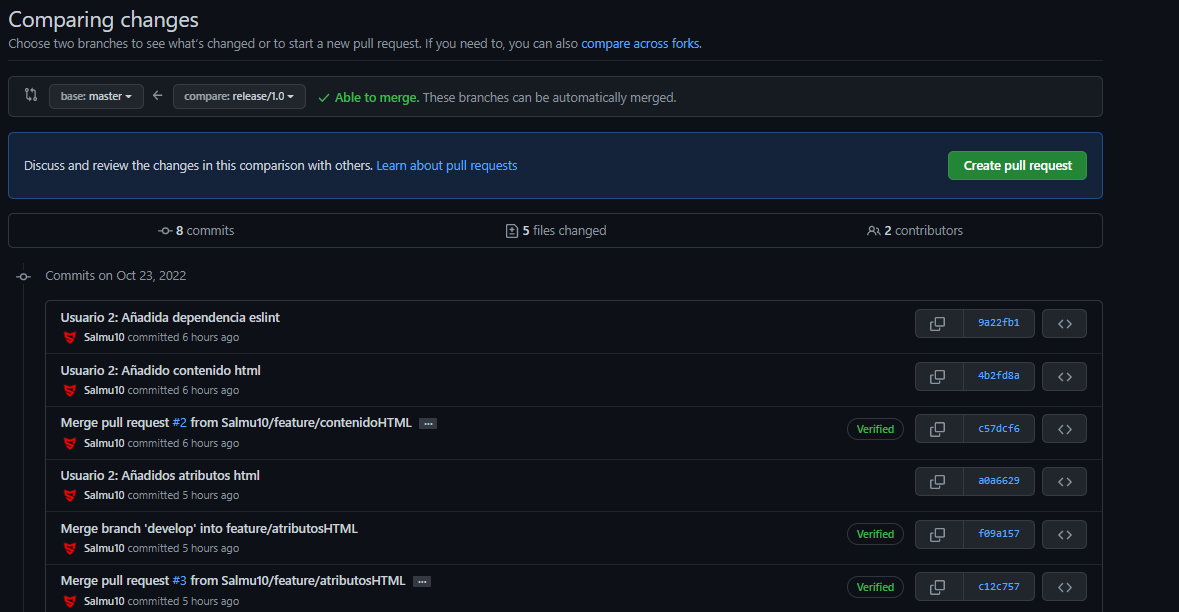 Comparing changes
Choose two branches to see what's changed or to start a new pull request. If you need to, you can also compare across forks.
base: master compare: release/1.0 Able to merge. These branches can be automatically merged.
Discuss and review the changes in this comparison with others. Learn about pull requests Create pull request
8 commits 5 files changed 2 contributors
Commits on Oct 23, 2022
Usuario 2: Añadida dependencia eslint
Salmu10 committed 6 hours ago
9a22fb1
Usuario 2: Añadido contenido html
Salmu10 committed 6 hours ago
4b2fd8a
Merge pull request #2 from Salmu10/feature/contenidoHTML ...
Salmu10 committed 6 hours ago
Verified c57dcf6
Usuario 2: Añadidos atributos html
Salmu10 committed 5 hours ago
a0a6629
Merge branch 'develop' into feature/atributosHTML
Salmu10 committed 5 hours ago
Verified f09a157
Merge pull request #3 from Salmu10/feature/atributosHTML ...
Salmu10 committed 5 hours ago
Verified c12c757